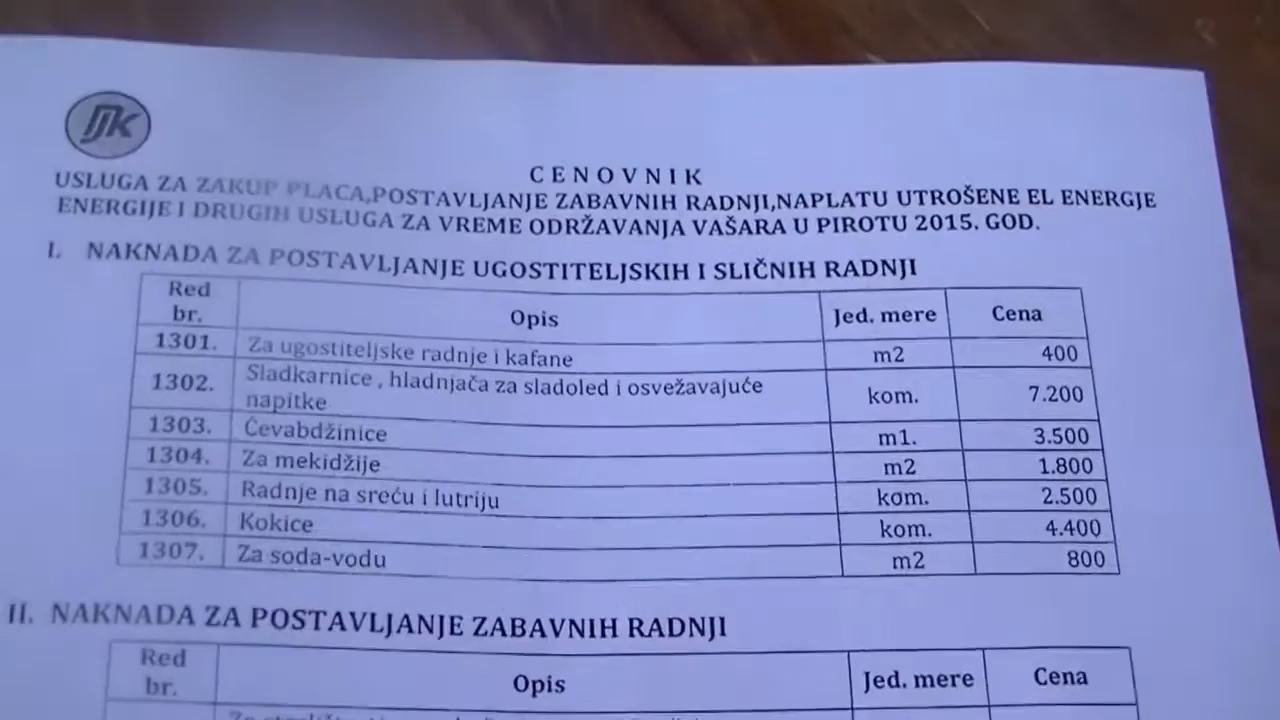 JJK
CENOVNIK
USLUGA ZA ZAKUP PLACA,POSTAVLJANJE ZABAVNIH RADNJI,NAPLATU UTROŠENE EL ENERGJE
ENERGIJE I DRUGIH USLUGA ZA VREME ODRŽAVANJA VAŠARA U PIROTU 2015. GOD.
I. NAKNADA ZA POSTAVLJANJE UGOSTITELJSKIH I SLIČNIH RADNJI
Red br. Opis Jed. mere Cena
1301. Za ugostiteljske radnje i kafane m2 400
1302. Sladkarnice , hladnjača za sladoled i osvežavajuće napitke kom. 7.200
1303. Ćevabdžinice m1. 3.500
1304. Za mekidžije m2 1.800
1305. Radnje na sreću i lutriju kom. 2.500
1306. Kokice kom. 4.400
1307. Za soda-vodu m2 800
II. NAKNADA ZA POSTAVLJANJE ZABAVNIH RADNJI
Red br. Opis Jed. mere Cena